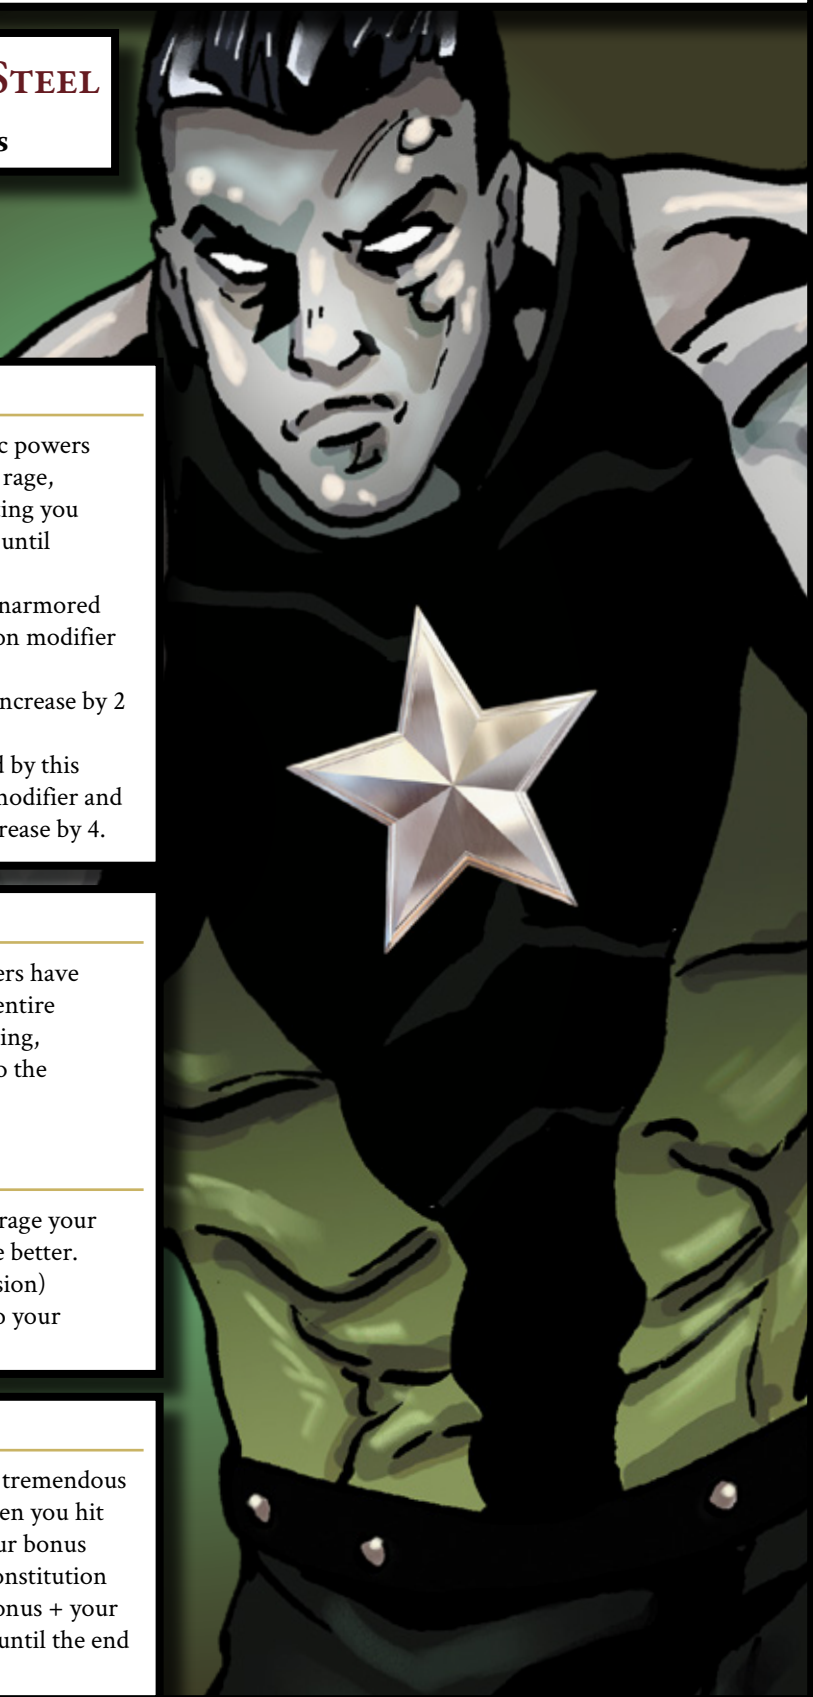 STEEL
s
c powers
rage,
ing you
until
narmored
on modifier
ncrease by 2
d by this
modifier and
rease by 4.
ers have
entire
ing,
o the
rage your
e better.
sion)
o your
tremendous
en you hit
ur bonus
onstitution
onus + your
until the end